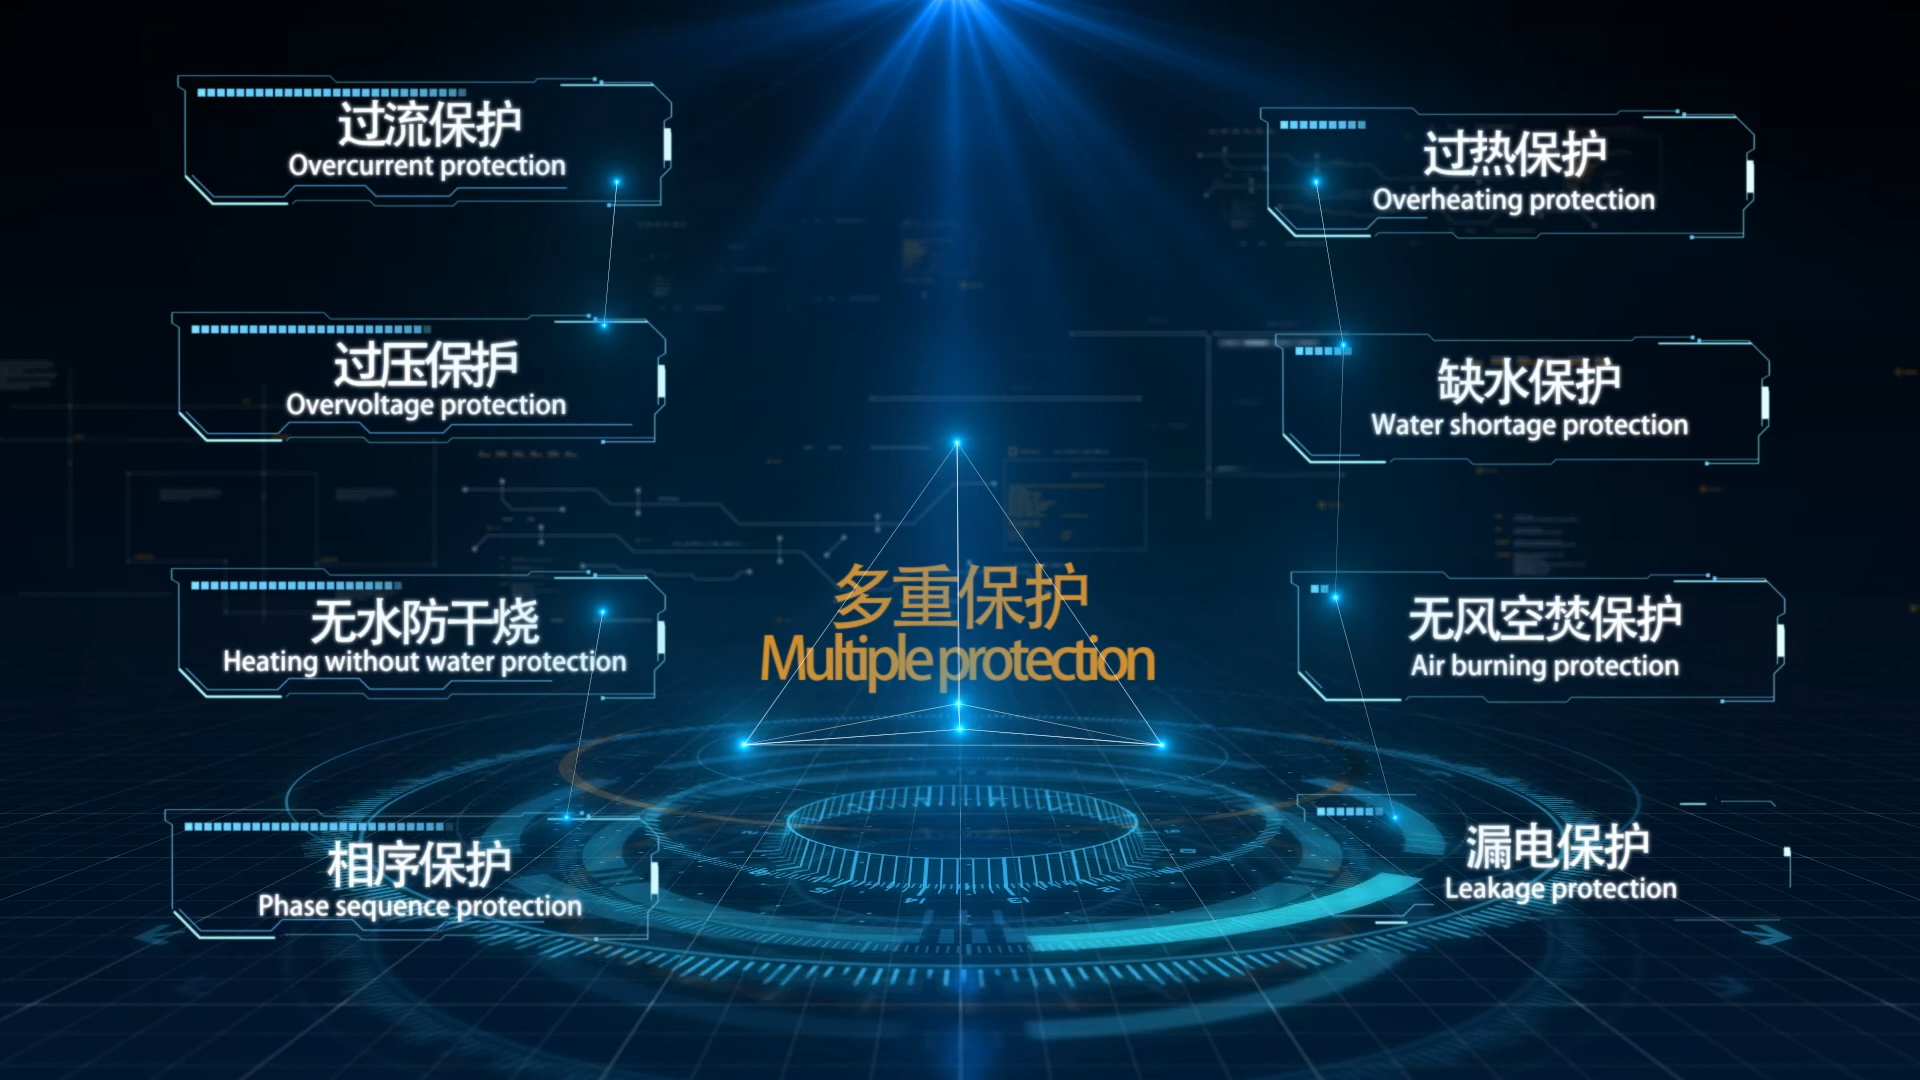 过流保护
Overcurrent protection
过压保护
Overvoltage protection
无水防干烧
Heating without water protection
相序保护
Phase sequence protection
多重保护
Multiple protection
过热保护
Overheating protection
缺水保护
Water shortage protection
无风空焚保护
Air burning protection
漏电保护
Leakage protection